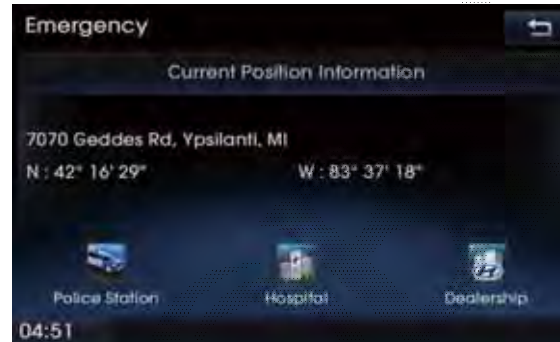 Emergency
Current Position Information
7070 Geddes Rd, Ypsilanti, MI
N : 42° 16' 29" W : 83° 37' 18"
Police Station Hospital Dealership
04:51